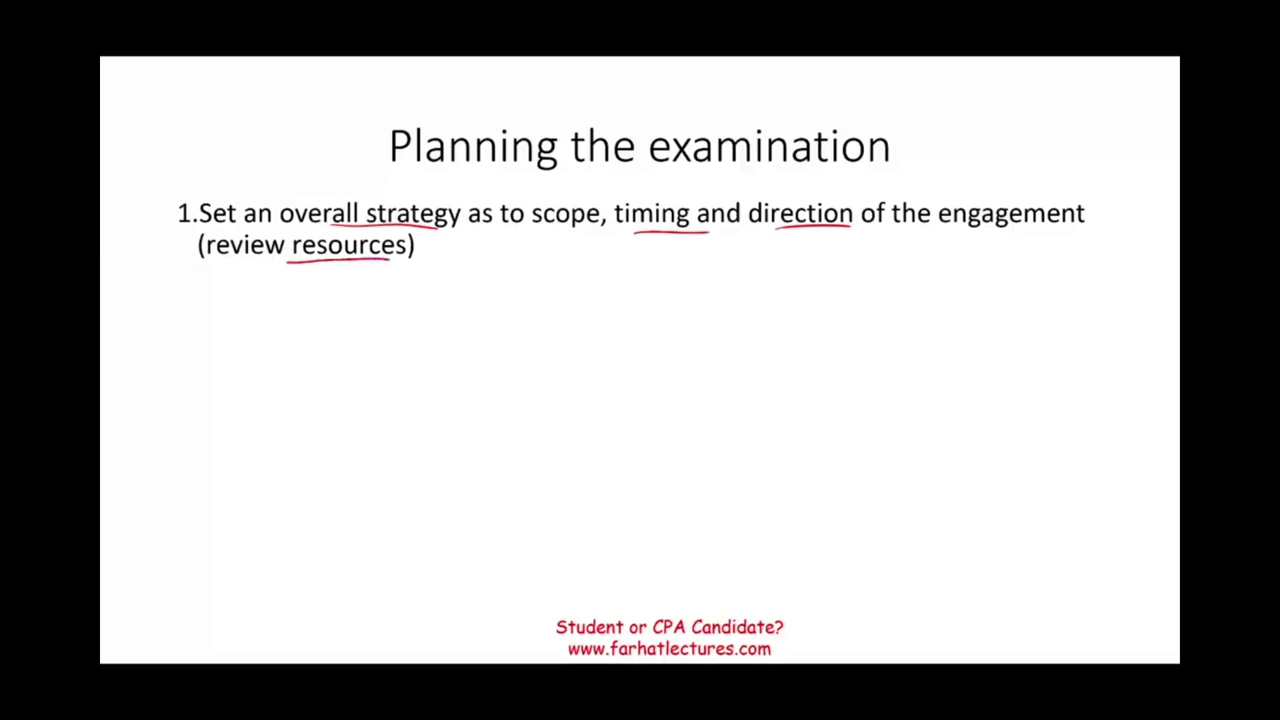 Planning the examination
1.Set an overall strategy as to scope, timing and direction of the engagement
(review resources)
Student or CPA Candidate?
www.farhatlectures.com